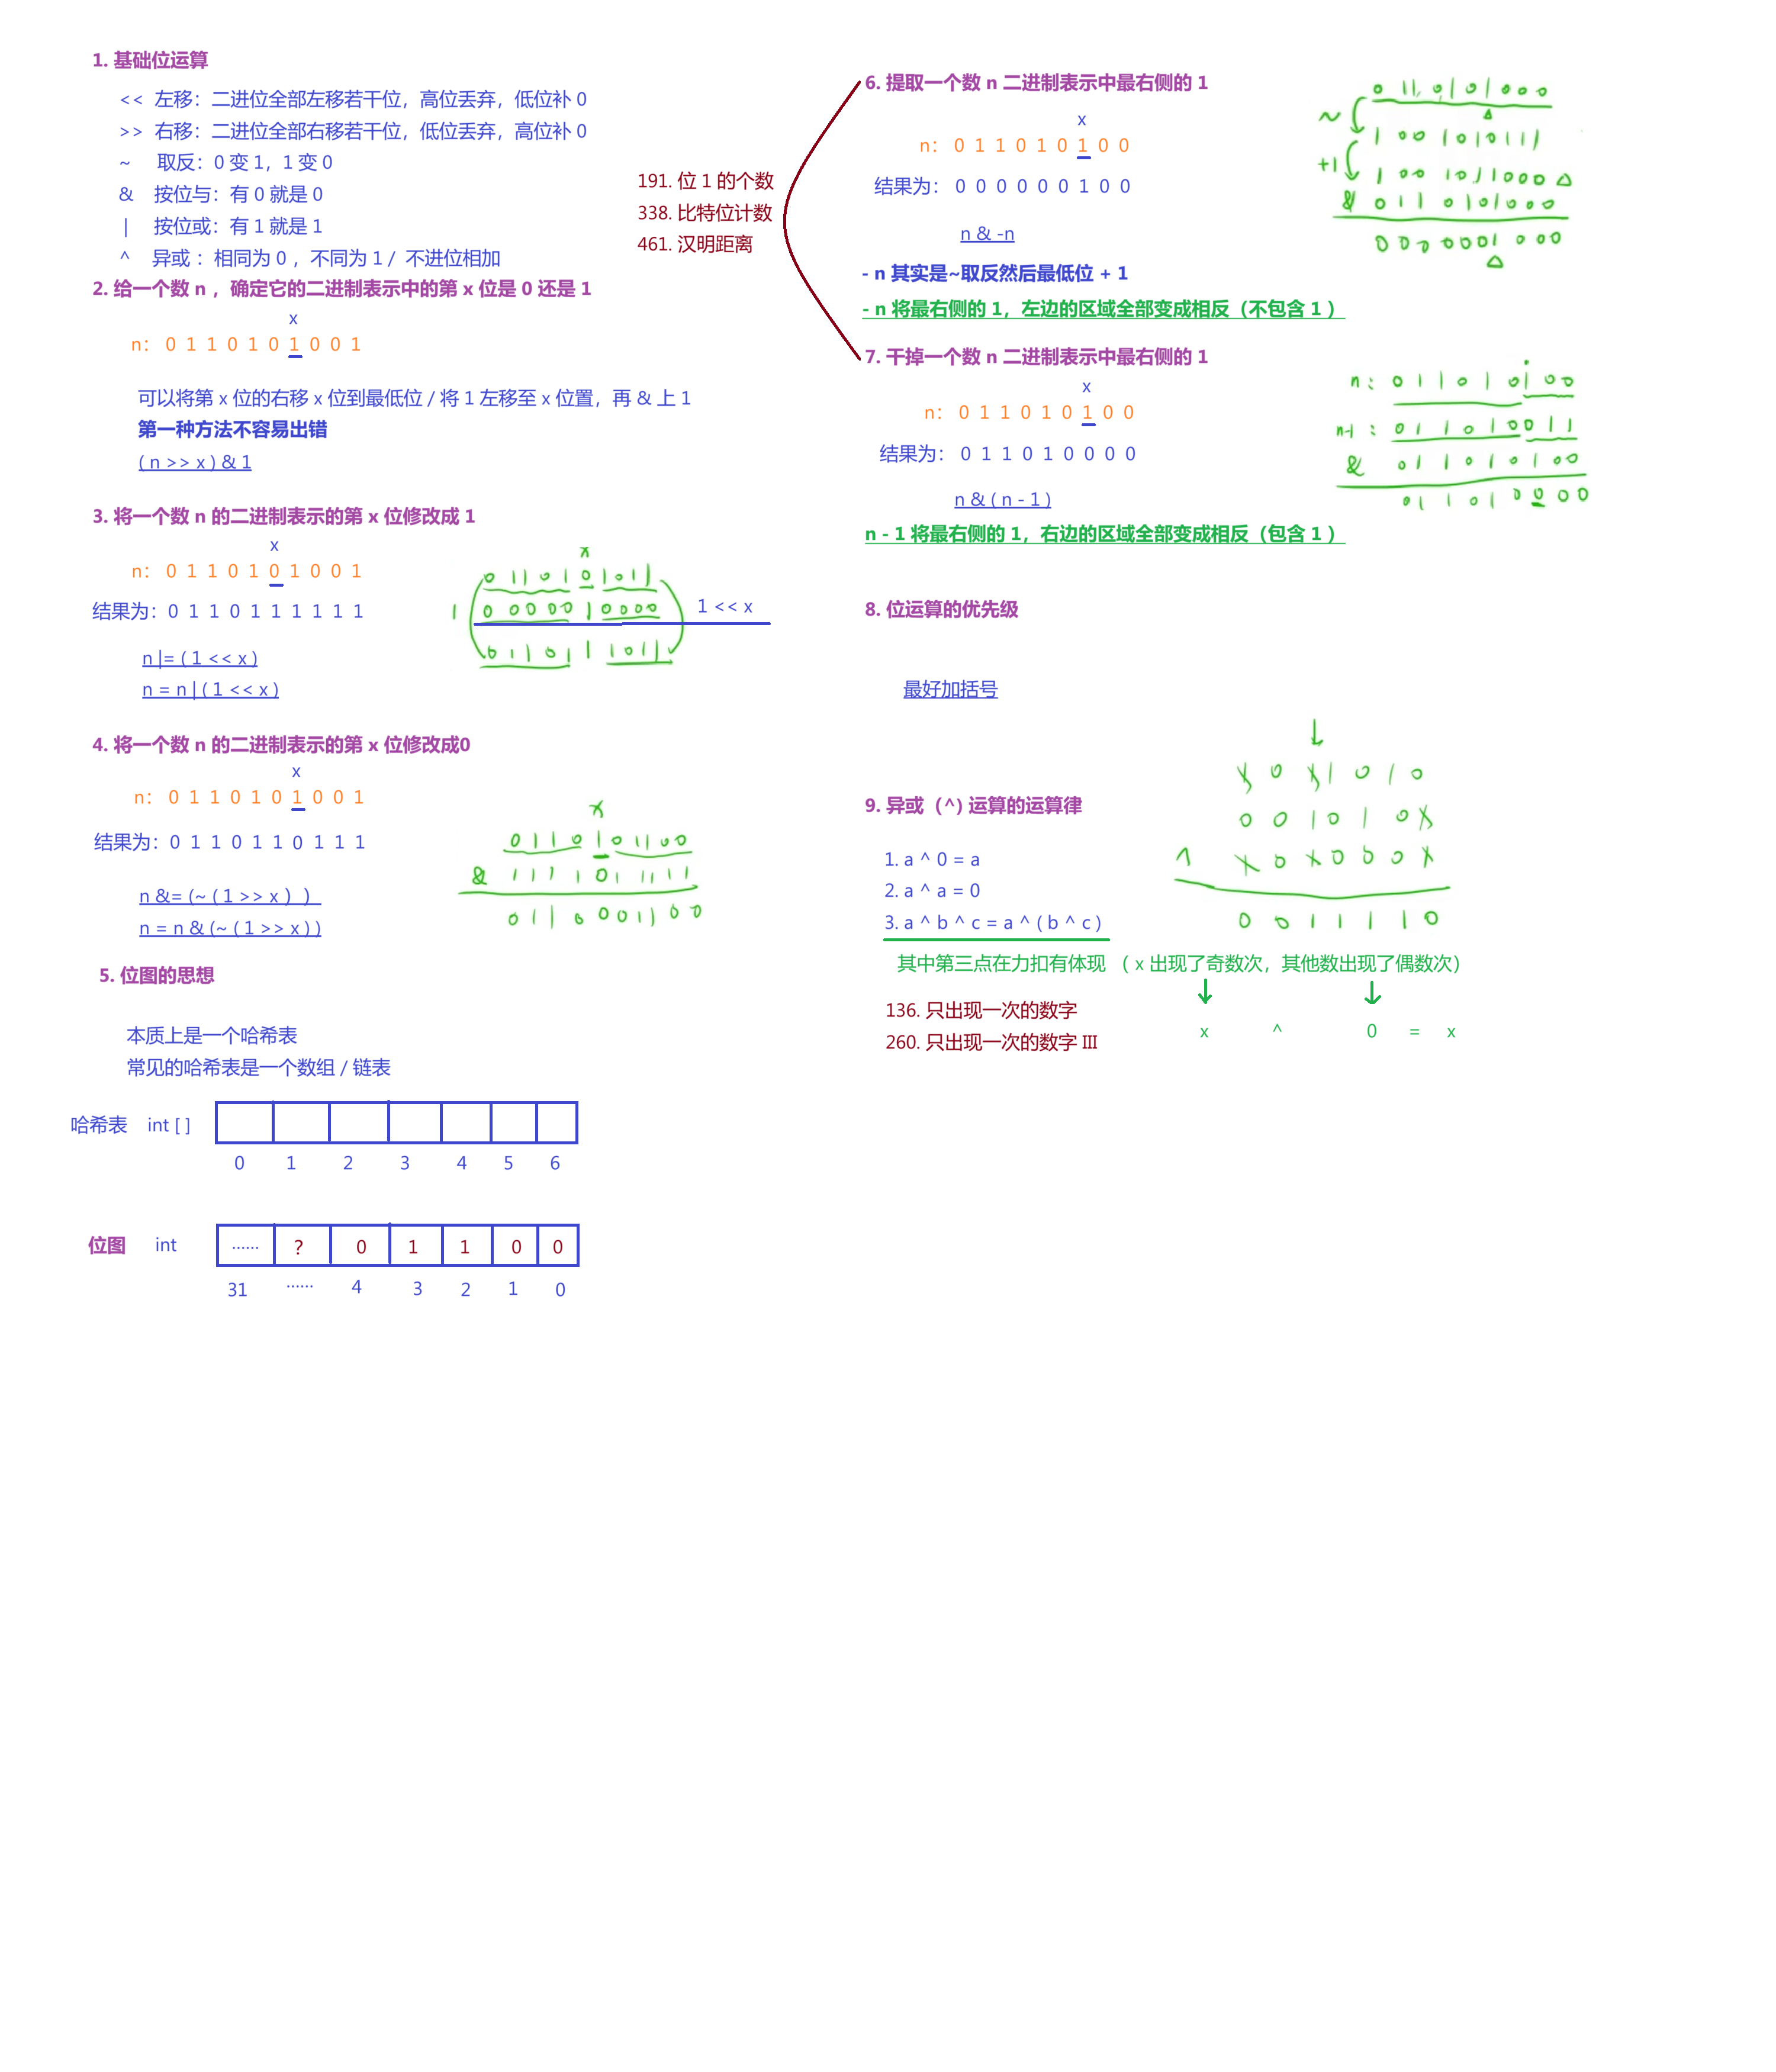 1. 基础位运算
<< 左移：二进位全部左移若干位，高位丢弃，低位补 0
>> 右移：二进位全部右移若干位，低位丢弃，高位补 0
~ 取反：0 变 1，1 变 0
& 按位与：有 0 就是 0
| 按位或：有 1 就是 1
^ 异或 ：相同为 0 ，不同为 1 / 不进位相加
2. 给一个数 n ，确定它的二进制表示中的第 x 位是 0 还是 1
x
n： 0 1 1 0 1 0 1 0 0 1
可以将第 x 位的右移 x 位到最低位 / 将 1 左移至 x 位置，再 & 上 1
第一种方法不容易出错
( n >> x ) & 1
3. 将一个数 n 的二进制表示的第 x 位修改成 1
x
n： 0 1 1 0 1 0 1 0 0 1
结果为：0 1 1 0 1 1 1 1 1 1
n |= ( 1 << x )
n = n | ( 1 << x )
x
0 1 1 0 1 0 1 0 1 1
1 0 0 0 0 0 1 0 0 0 0 1 << x
0 1 1 0 1 1 1 0 1 1
4. 将一个数 n 的二进制表示的第 x 位修改成0
x
n： 0 1 1 0 1 0 1 0 0 1
结果为：0 1 1 0 1 1 0 1 1 1
n &= (~ ( 1 >> x ) )
n = n & (~ ( 1 >> x ) )
x
0 1 1 0 1 0 1 1 0 0
& 1 1 1 1 0 1 1 1 1 1
0 1 1 0 0 0 1 1 0 0
5. 位图的思想
本质上是一个哈希表
常见的哈希表是一个数组 / 链表
哈希表 int [ ]
0 1 2 3 4 5 6
位图 int …… ? 0 1 1 0 0
31 …… 4 3 2 1 0
191. 位 1 的个数
338. 比特位计数
461. 汉明距离
6. 提取一个数 n 二进制表示中最右侧的 1
x
n： 0 1 1 0 1 0 1 0 0
结果为： 0 0 0 0 0 0 1 0 0
n & -n
- n 其实是~取反然后最低位 + 1
- n 将最右侧的 1，左边的区域全部变成相反（不包含 1 ）
0 1 1 0 1 0 1 0 0 0
~ 1 0 0 1 0 1 0 1 1 1
+1 1 0 0 1 0 1 1 0 0 0
& 0 1 1 0 1 0 1 0 0 0
0 0 0 0 0 0 1 0 0 0
7. 干掉一个数 n 二进制表示中最右侧的 1
x
n： 0 1 1 0 1 0 1 0 0
结果为： 0 1 1 0 1 0 0 0 0
n & ( n - 1 )
n - 1 将最右侧的 1，右边的区域全部变成相反（包含 1 ）
n : 0 1 1 0 1 0 1 0 0
n-1 : 0 1 1 0 1 0 0 1 1
& 0 1 1 0 1 0 1 0 0
0 1 1 0 1 0 0 0 0
8. 位运算的优先级
最好加括号
9. 异或（^) 运算的运算律
1. a ^ 0 = a
2. a ^ a = 0
3. a ^ b ^ c = a ^ ( b ^ c )
0 0 1 1 1 1 0
其中第三点在力扣有体现 （ x 出现了奇数次，其他数出现了偶数次）
136. 只出现一次的数字
260. 只出现一次的数字 III
x ^ 0 = x